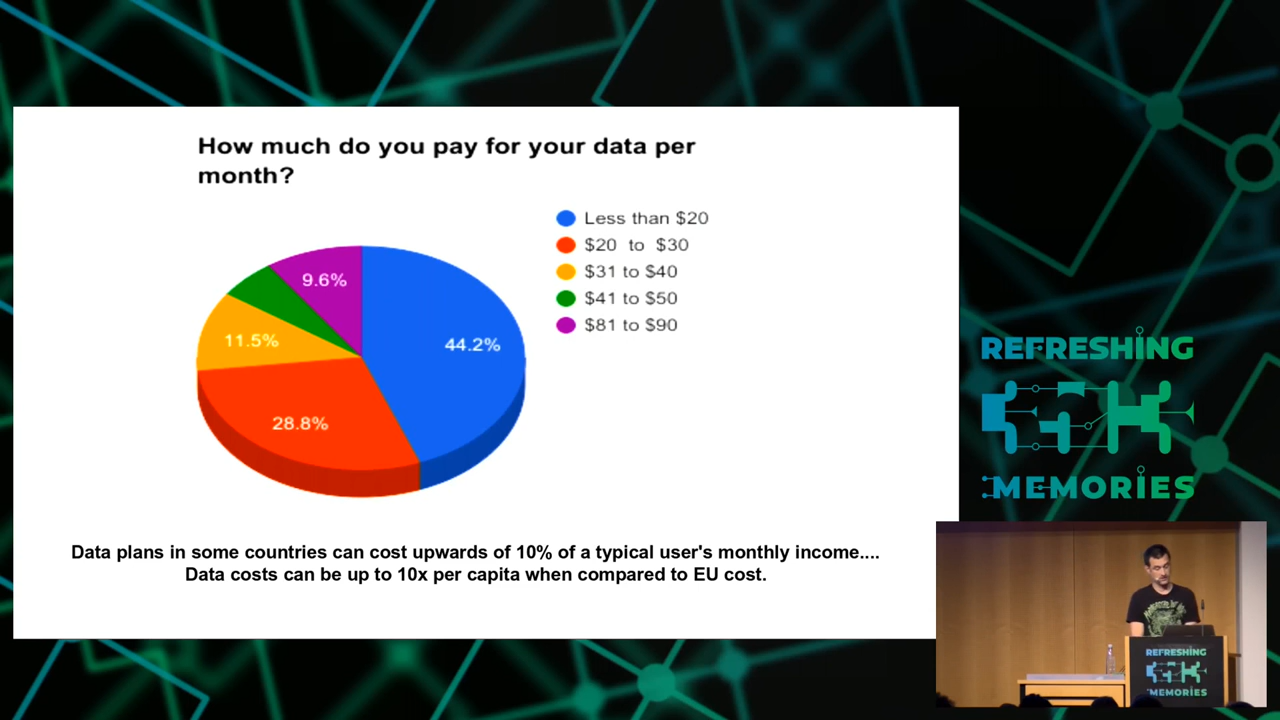 How much do you pay for your data per
month?
Less than $20
$20 to $30
$31 to $40
$41 to $50
$81 to $90
9.6%
11.5%
44.2%
28.8%
Data plans in some countries can cost upwards of 10% of a typical user's monthly income....
Data costs can be up to 10x per capita when compared to EU cost.
REFRESHING
MEMORIES
REFRESHING
MEMORIES